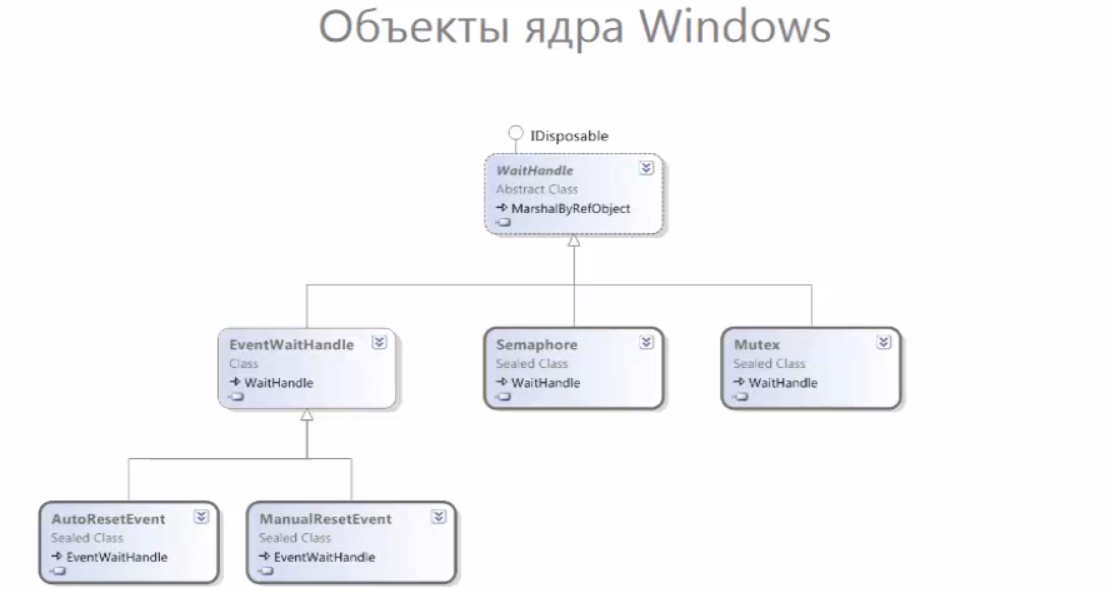 Объекты ядра Windows
IDisposable
WaitHandle
Abstract Class
MarshalByRefObject
EventWaitHandle
Class
WaitHandle
Semaphore
Sealed Class
WaitHandle
Mutex
Sealed Class
WaitHandle
AutoResetEvent
Sealed Class
EventWaitHandle
ManualResetEvent
Sealed Class
EventWaitHandle